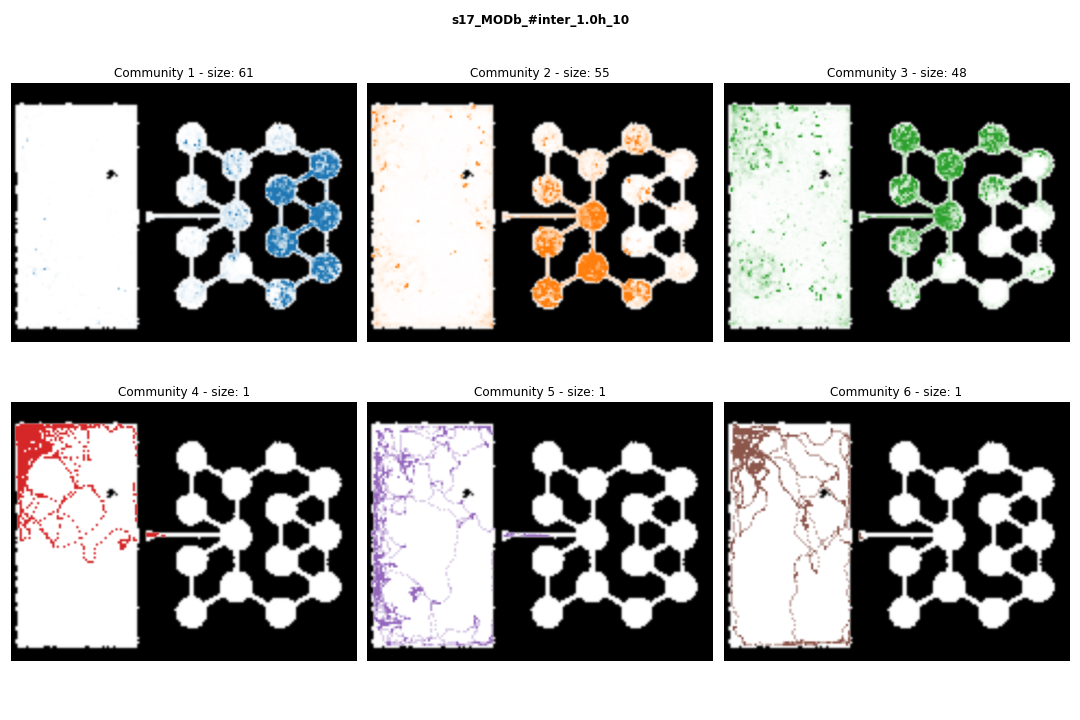 s17_MODb_#inter_1.0h_10
Community 1 - size: 61
Community 2 - size: 55
Community 3 - size: 48
Community 4 - size: 1
Community 5 - size: 1
Community 6 - size: 1